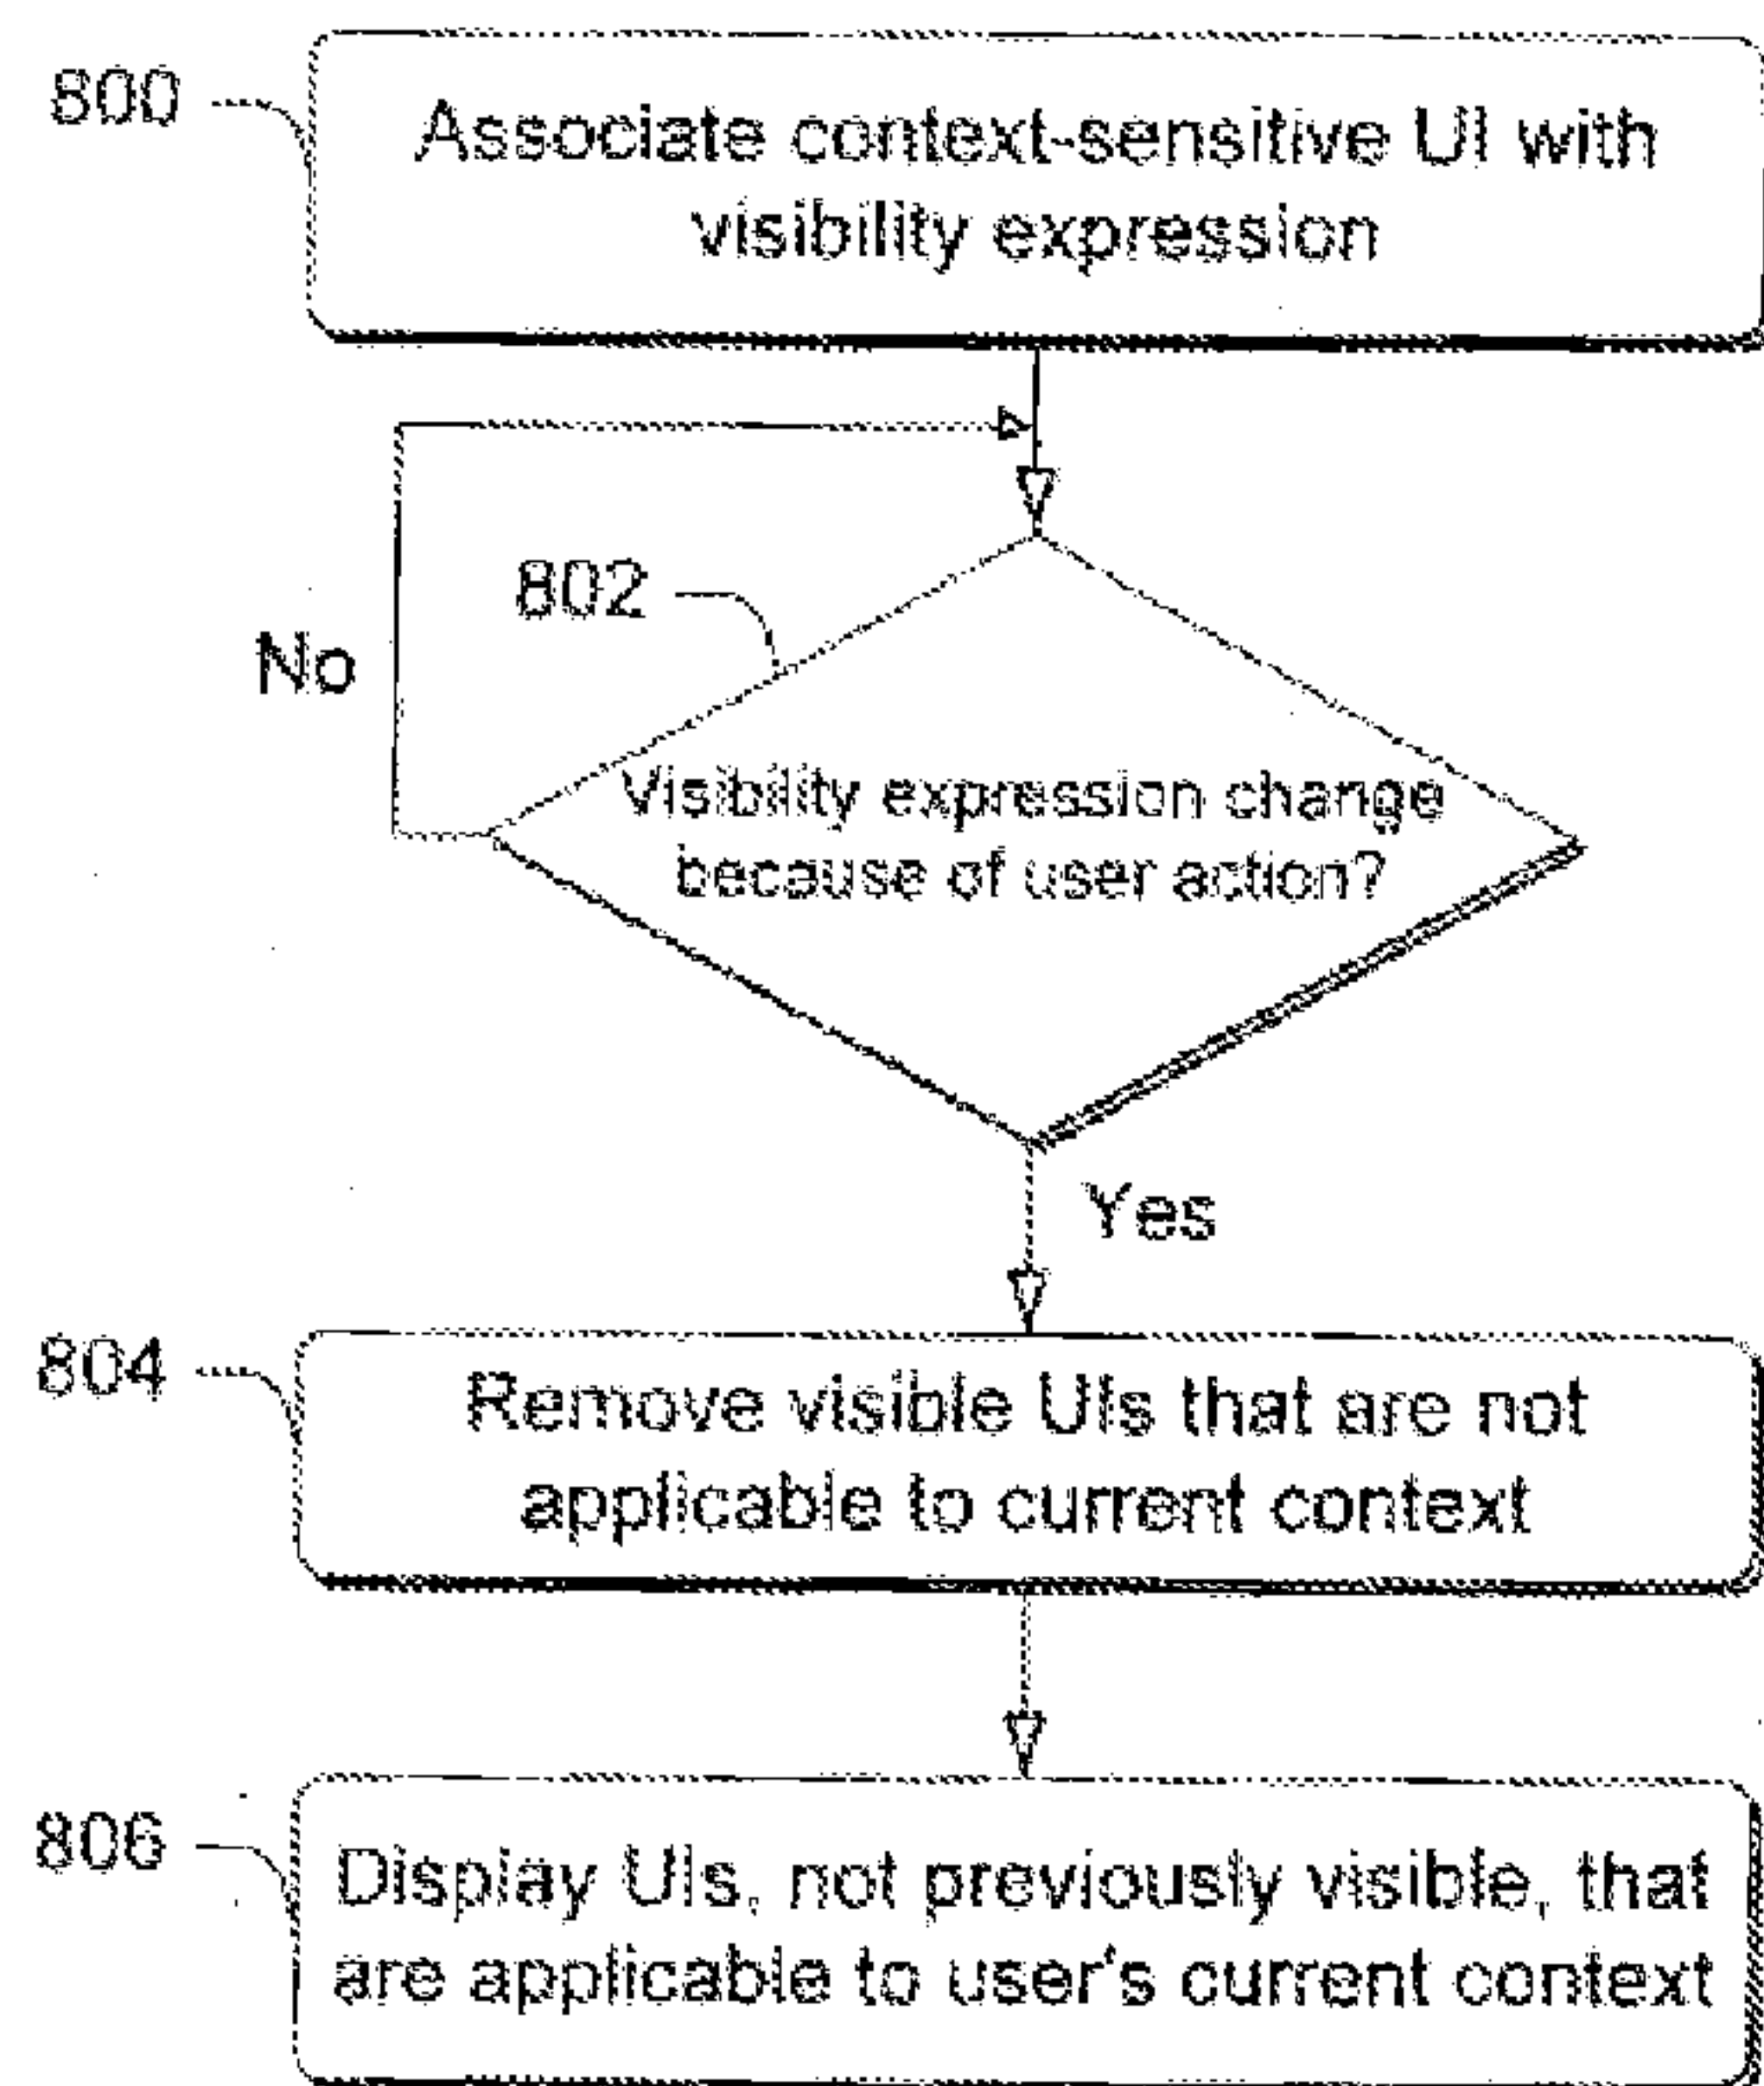 800
Associate context-sensitive UI with
visibility expression
802
No
Visibility expression change
because of user action?
Yes
804
Remove visible UIs that are not
applicable to current context
806
Display UIs, not previously visible, that
are applicable to user's current context